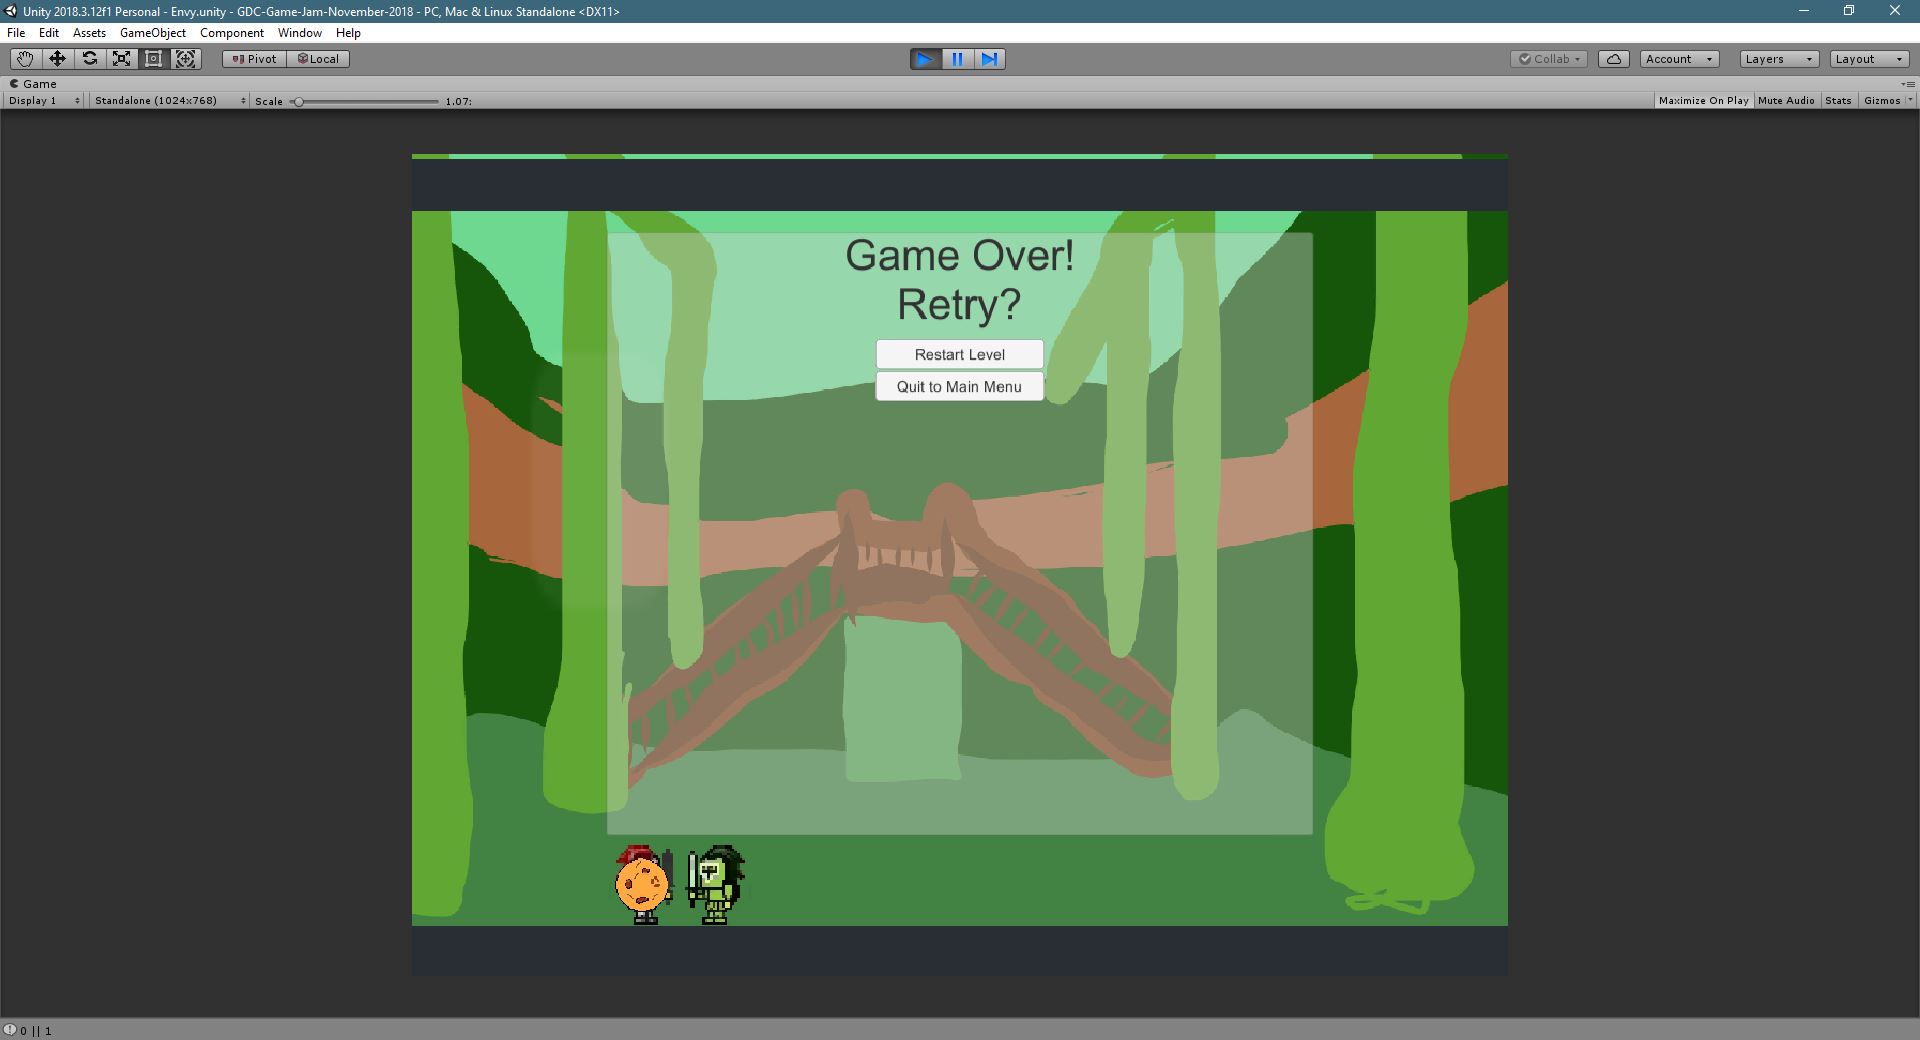 Unity 2018.3.12f1 Personal - Envy.unity - GDC-Game-Jam-November-2018 - PC, Mac & Linux Standalone <DX11>
File Edit Assets GameObject Component Window Help
Pivot Local Collab Account Layers Layout
Game
Display 1 Standalone (1024x768) Scale 1.07: Maximize On Play Mute Audio Stats Gizmos
Game Over!
Retry?
Restart Level
Quit to Main Menu
0 || 1